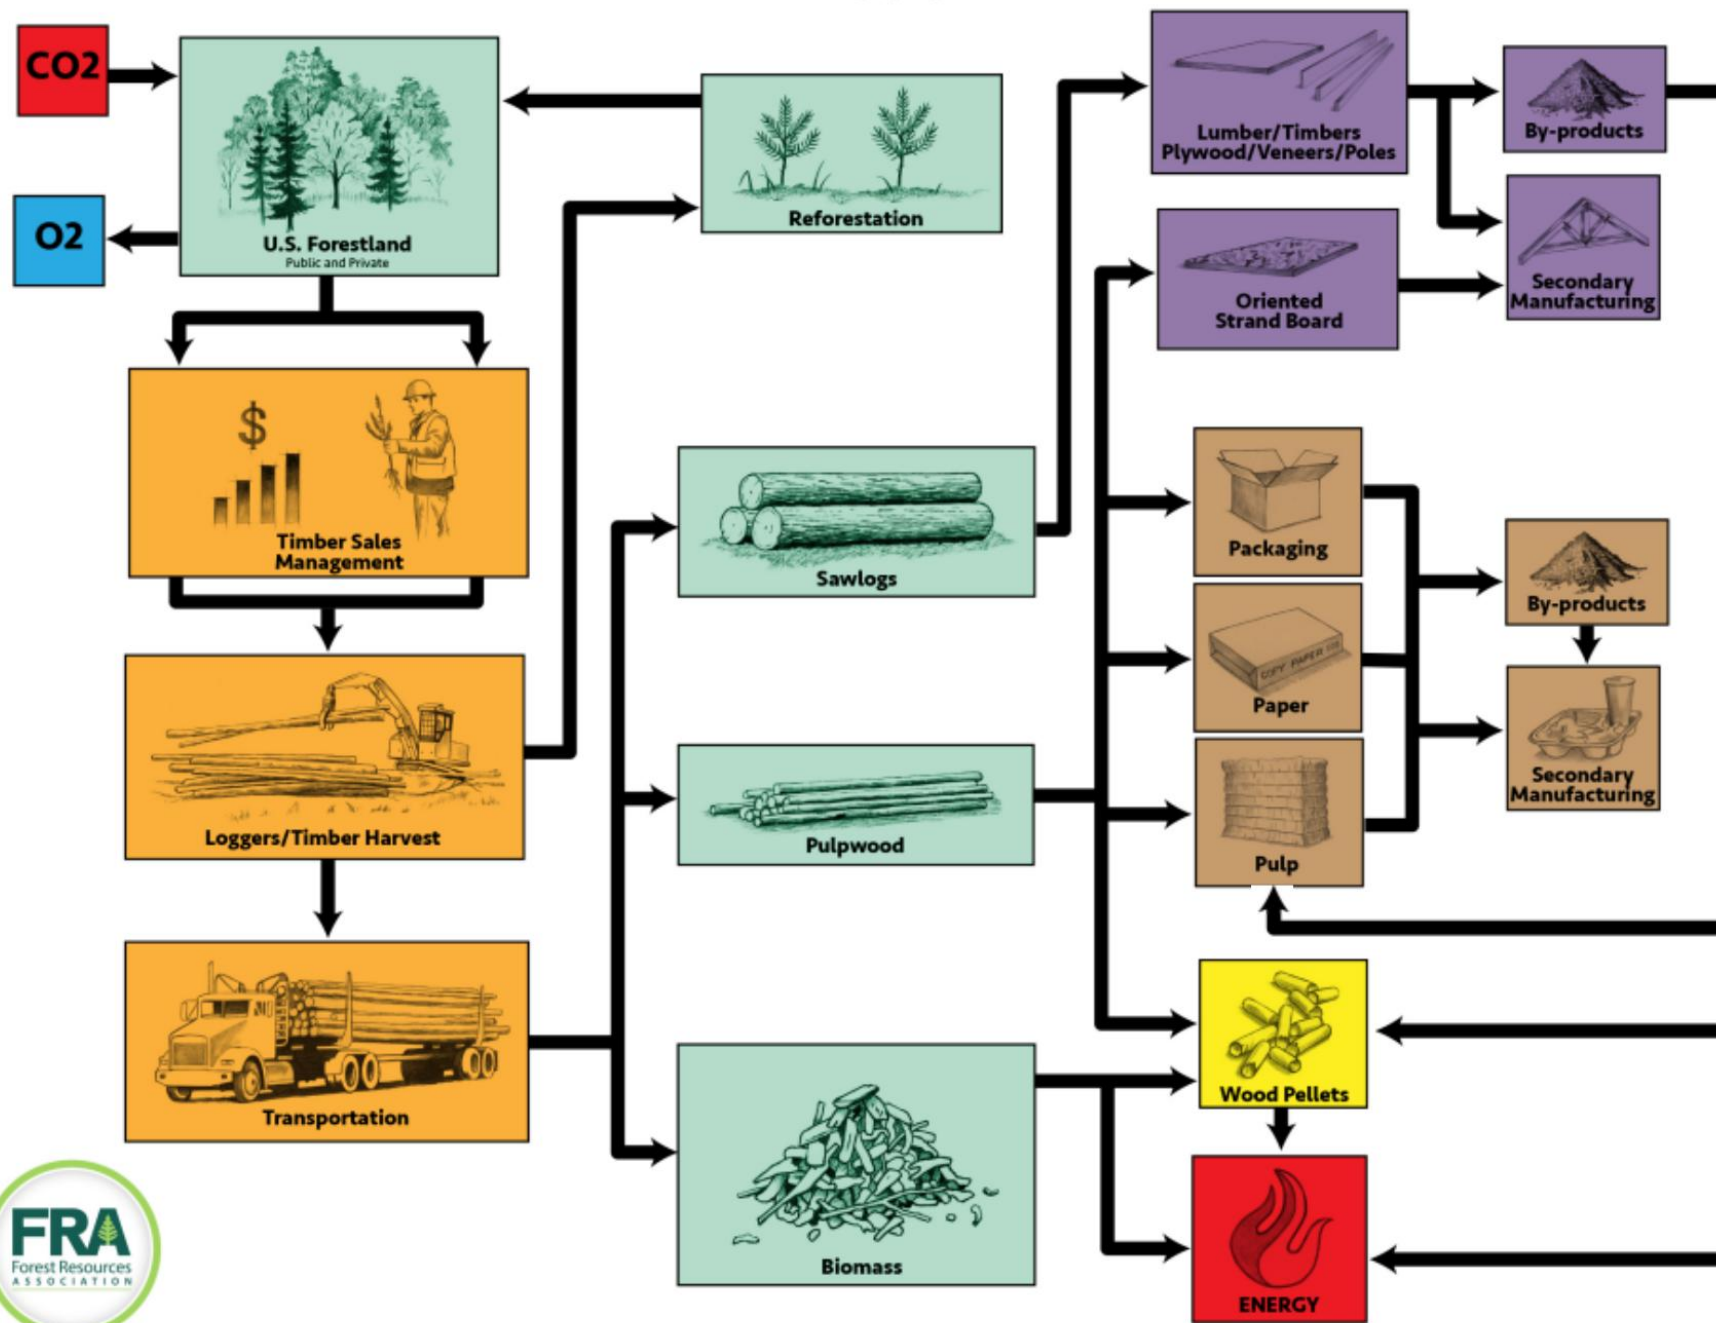 CO2
O2
U.S. Forestland
Public and Private
Reforestation
Timber Sales
Management
$
Loggers/Timber Harvest
Transportation
Sawlogs
Pulpwood
Biomass
Lumber/Timbers
Plywood/Veneers/Poles
By-products
Oriented
Strand Board
Secondary
Manufacturing
Packaging
Paper
COPY PAPER
Pulp
By-products
Secondary
Manufacturing
Wood Pellets
ENERGY
FRA
Forest Resources
ASSOCIATION